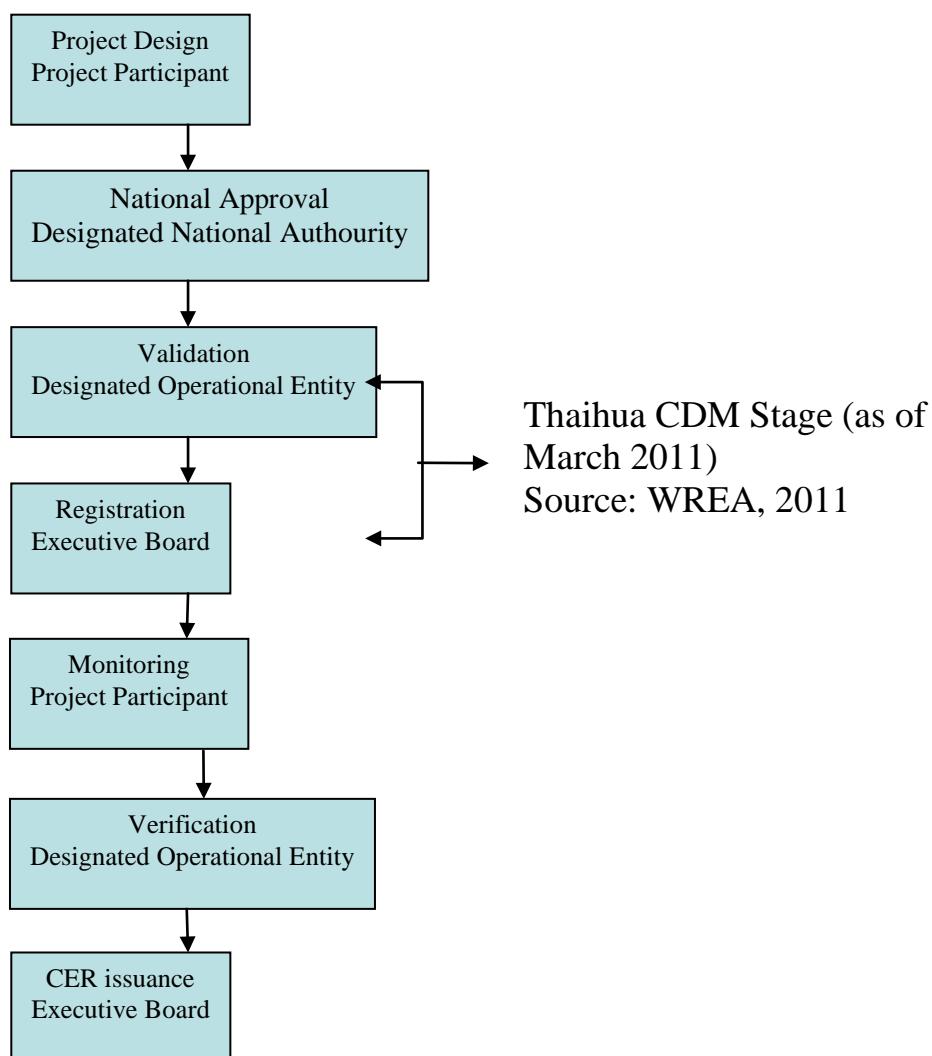 Project Design
Project Participant
National Approval
Designated National Authourity
Validation
Designated Operational Entity
Thaihua CDM Stage (as of
March 2011)
Source: WREA, 2011
Registration
Executive Board
Monitoring
Project Participant
Verification
Designated Operational Entity
CER issuance
Executive Board